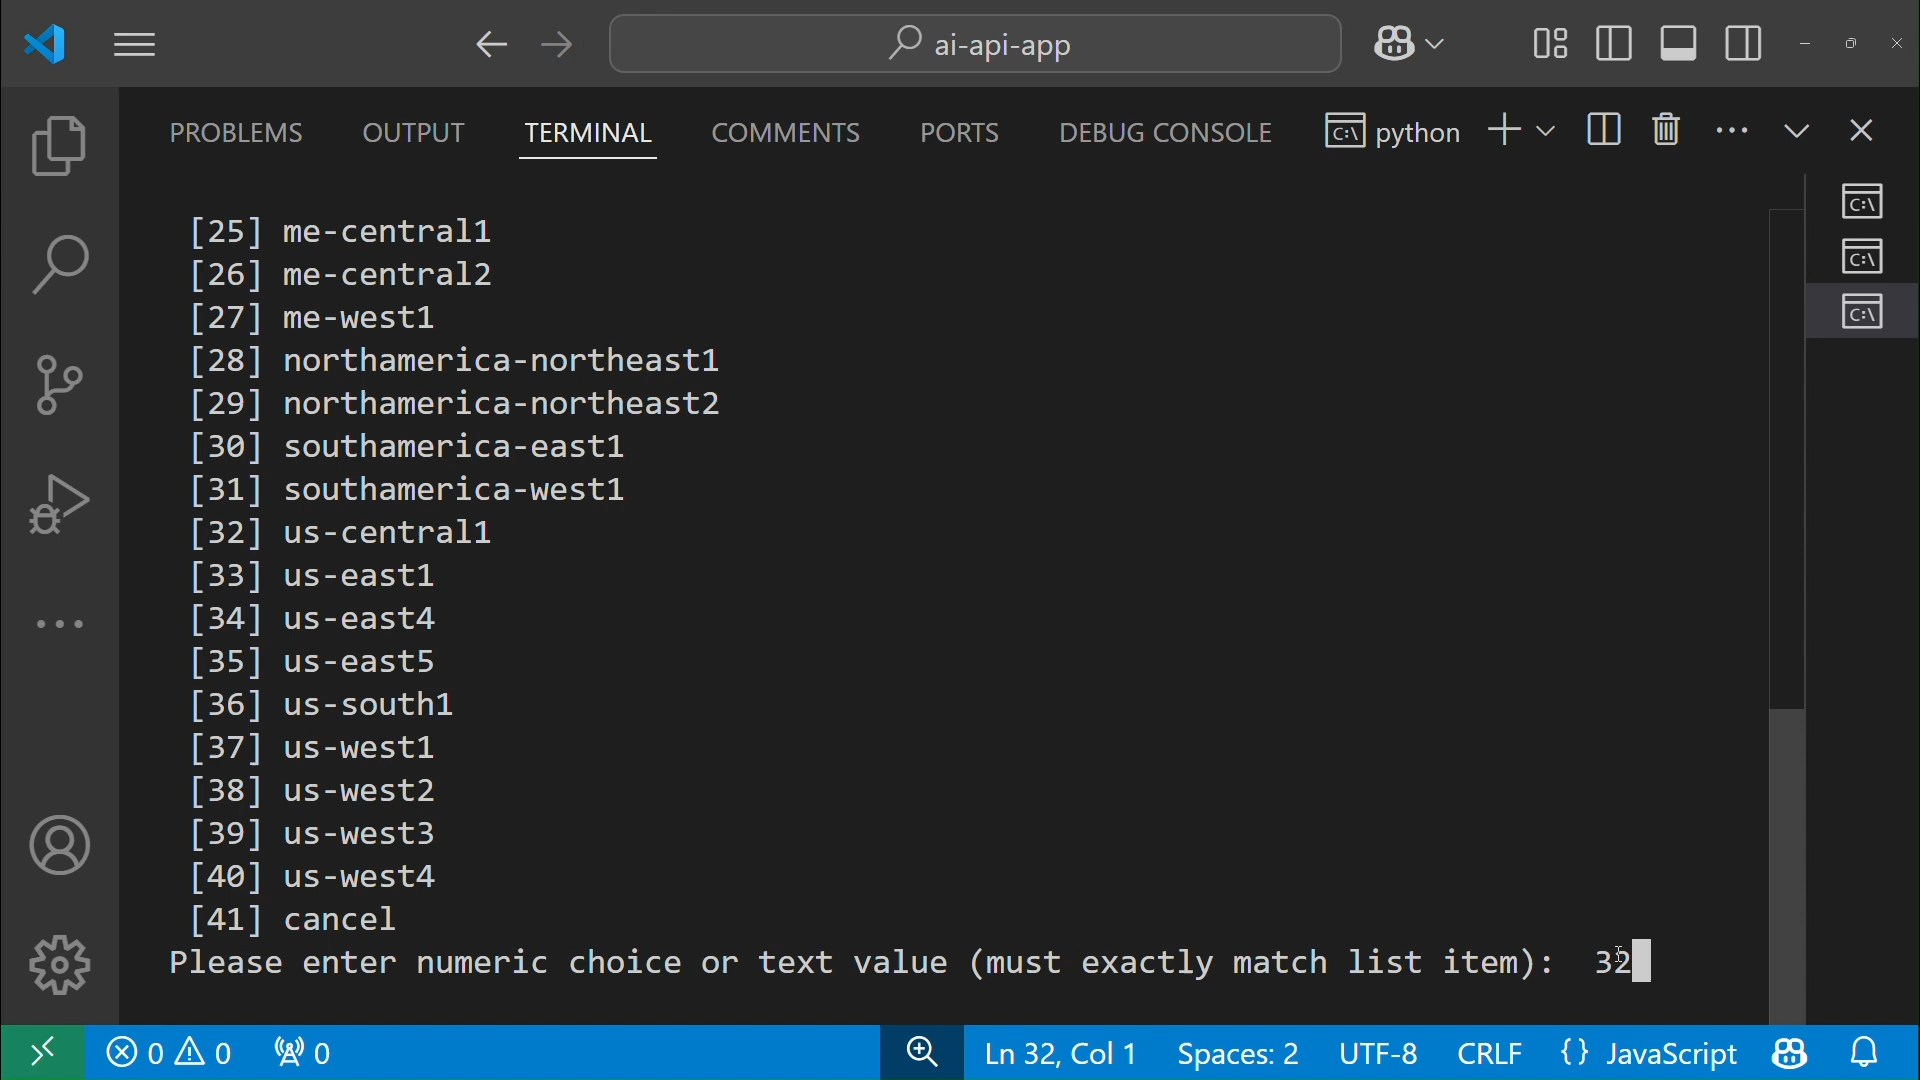 ai-api-app
PROBLEMS OUTPUT TERMINAL COMMENTS PORTS DEBUG CONSOLE python
[25] me-central1
[26] me-central2
[27] me-west1
[28] northamerica-northeast1
[29] northamerica-northeast2
[30] southamerica-east1
[31] southamerica-west1
[32] us-central1
[33] us-east1
[34] us-east4
[35] us-east5
[36] us-south1
[37] us-west1
[38] us-west2
[39] us-west3
[40] us-west4
[41] cancel
Please enter numeric choice or text value (must exactly match list item):  32
0 0 0 Ln 32, Col 1 Spaces: 2 UTF-8 CRLF {} JavaScript